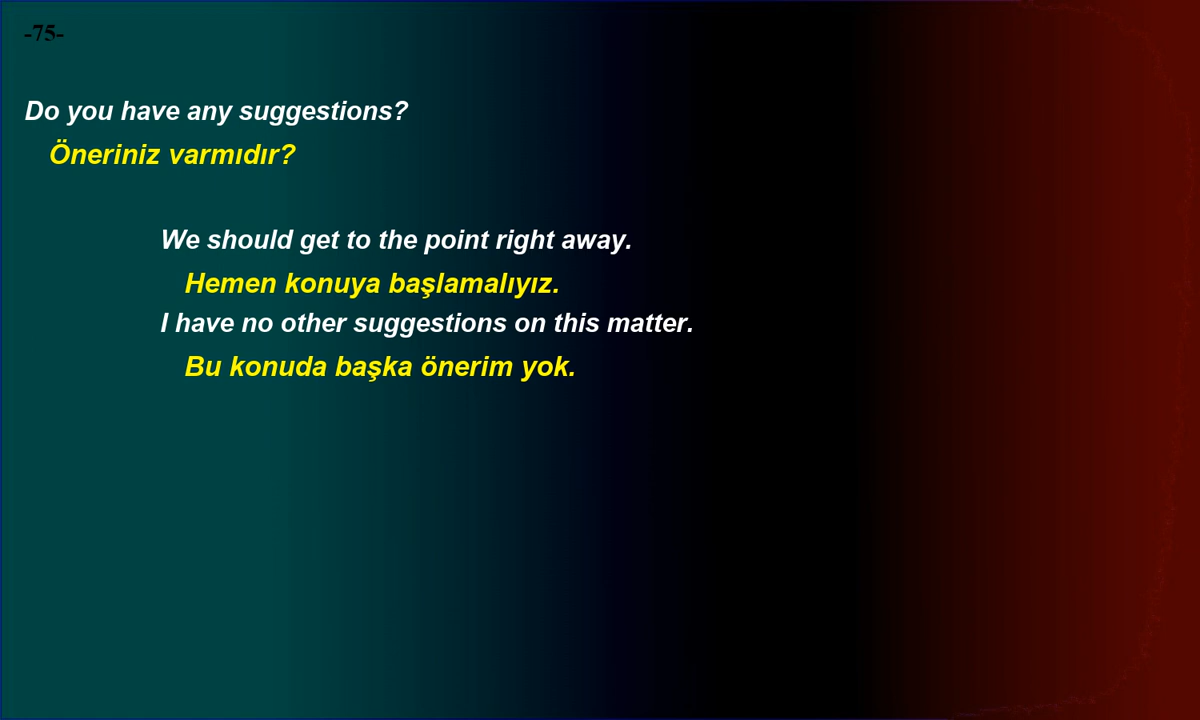 -75-
Do you have any suggestions?
Öneriniz varmıdır?
We should get to the point right away.
Hemen konuya başlamalıyız.
I have no other suggestions on this matter.
Bu konuda başka önerim yok.